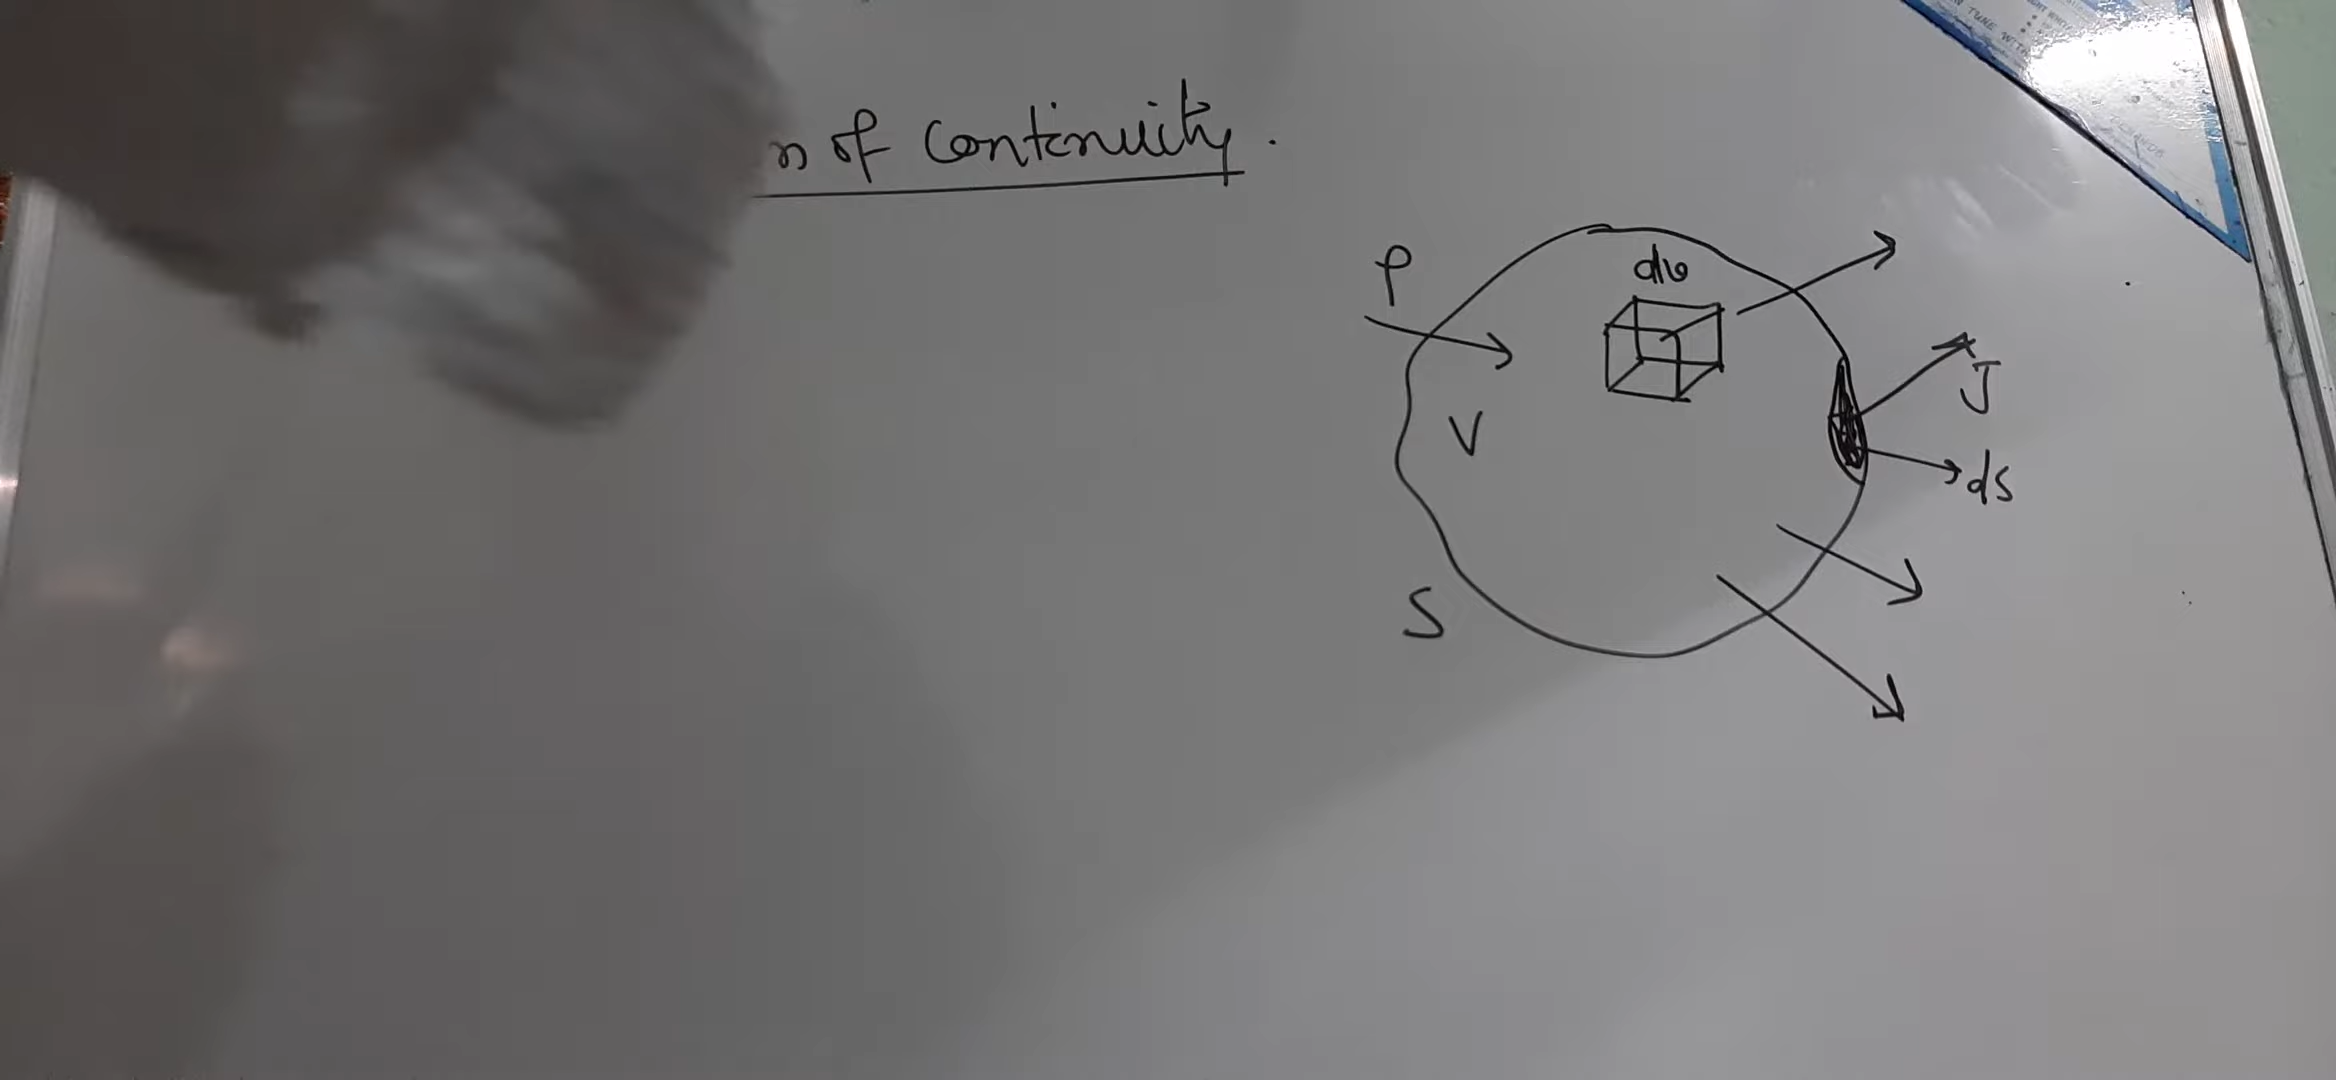 n of continuity.
ρ
dv
J
V
ds
S